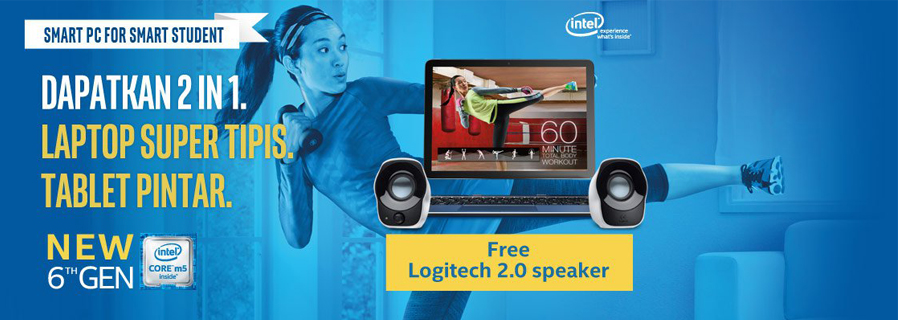 SMART PC FOR SMART STUDENT
DAPATKAN 2 IN 1.
LAPTOP SUPER TIPIS.
TABLET PINTAR.
NEW
6TH GEN
intel
CORE m5
inside
intel
experience
what's inside
60
MINUTE
TOTAL BODY
WORKOUT
Free
Logitech 2.0 speaker